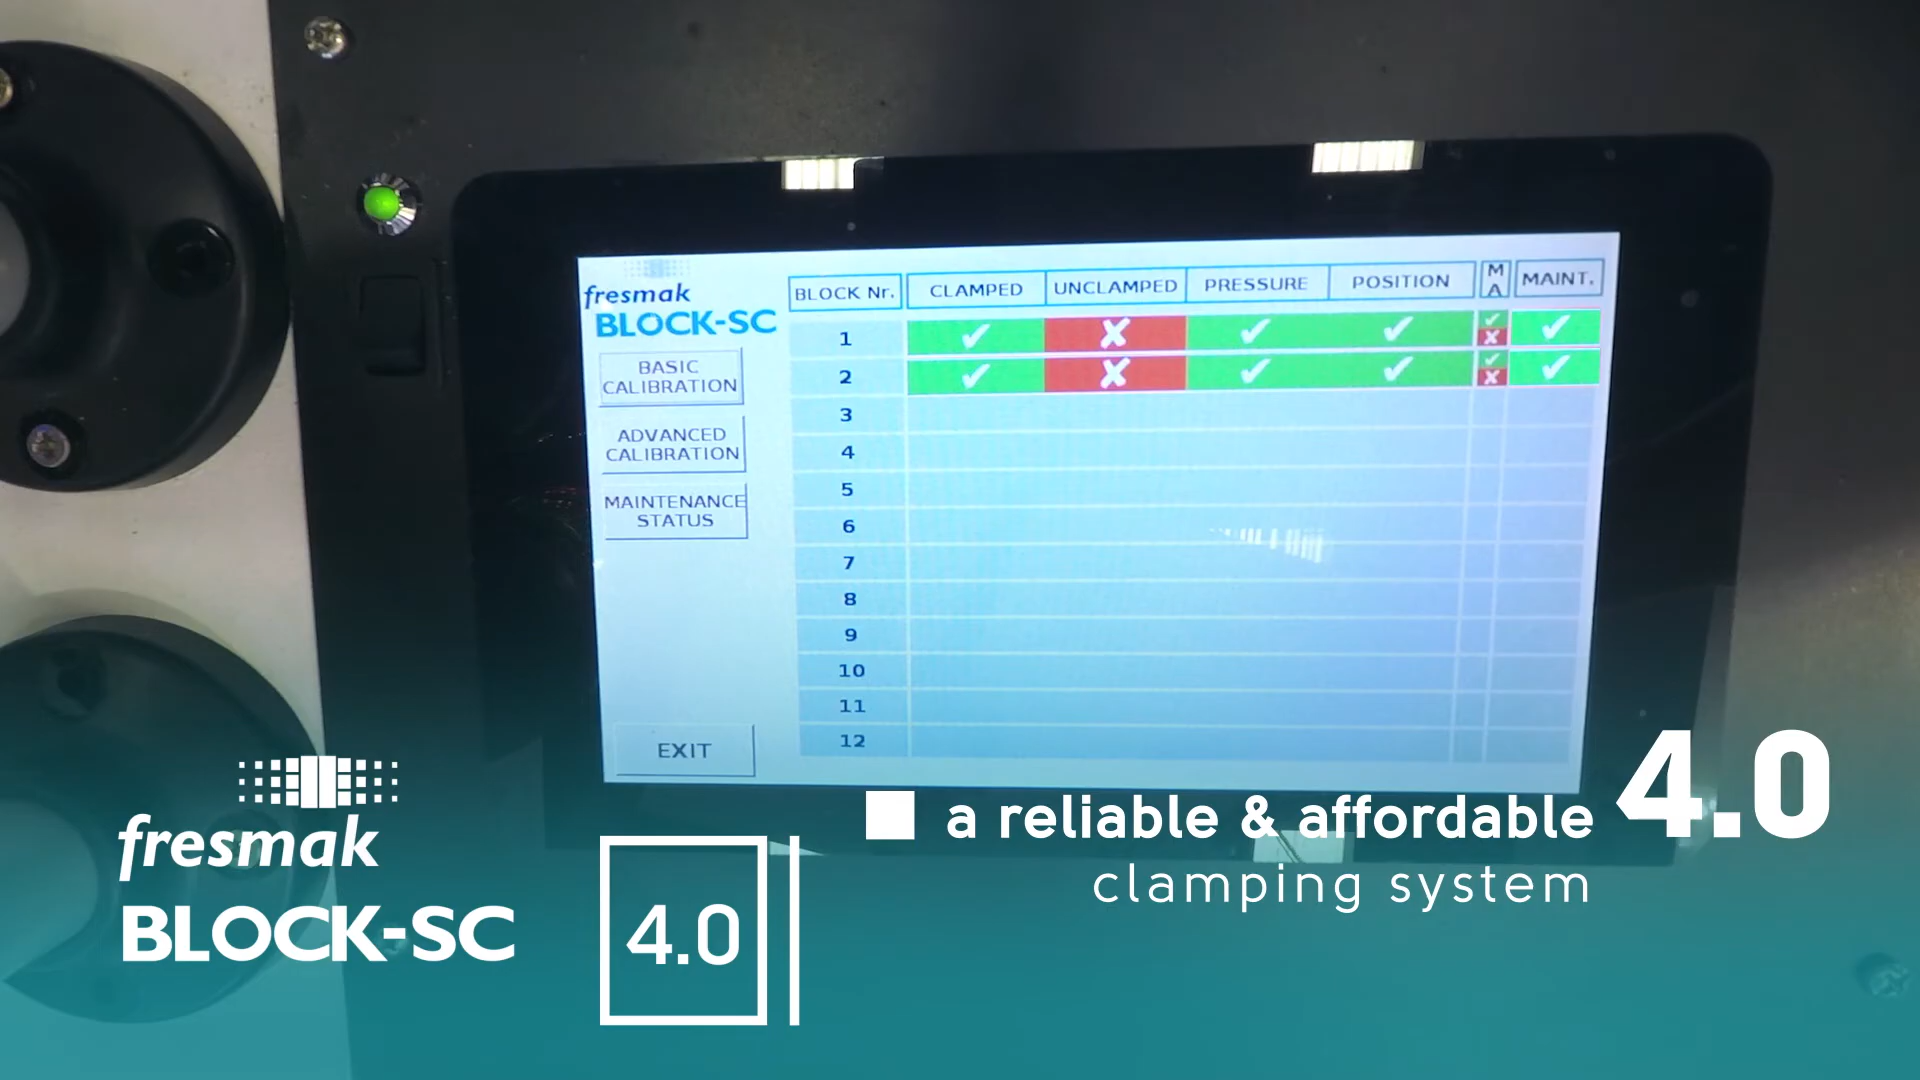 fresmak
BLOCK-SC
BASIC
CALIBRATION
ADVANCED
CALIBRATION
MAINTENANCE
STATUS
EXIT
BLOCK Nr. CLAMPED UNCLAMPED PRESSURE POSITION MA MAINT.
1 ✓ ✗ ✓ ✓ ✓ ✗ ✓
2 ✓ ✗ ✓ ✓ ✓ ✗ ✓
3
4
5
6
7
8
9
10
11
12
fresmak
BLOCK-SC
4.0
a reliable & affordable 4.0
clamping system